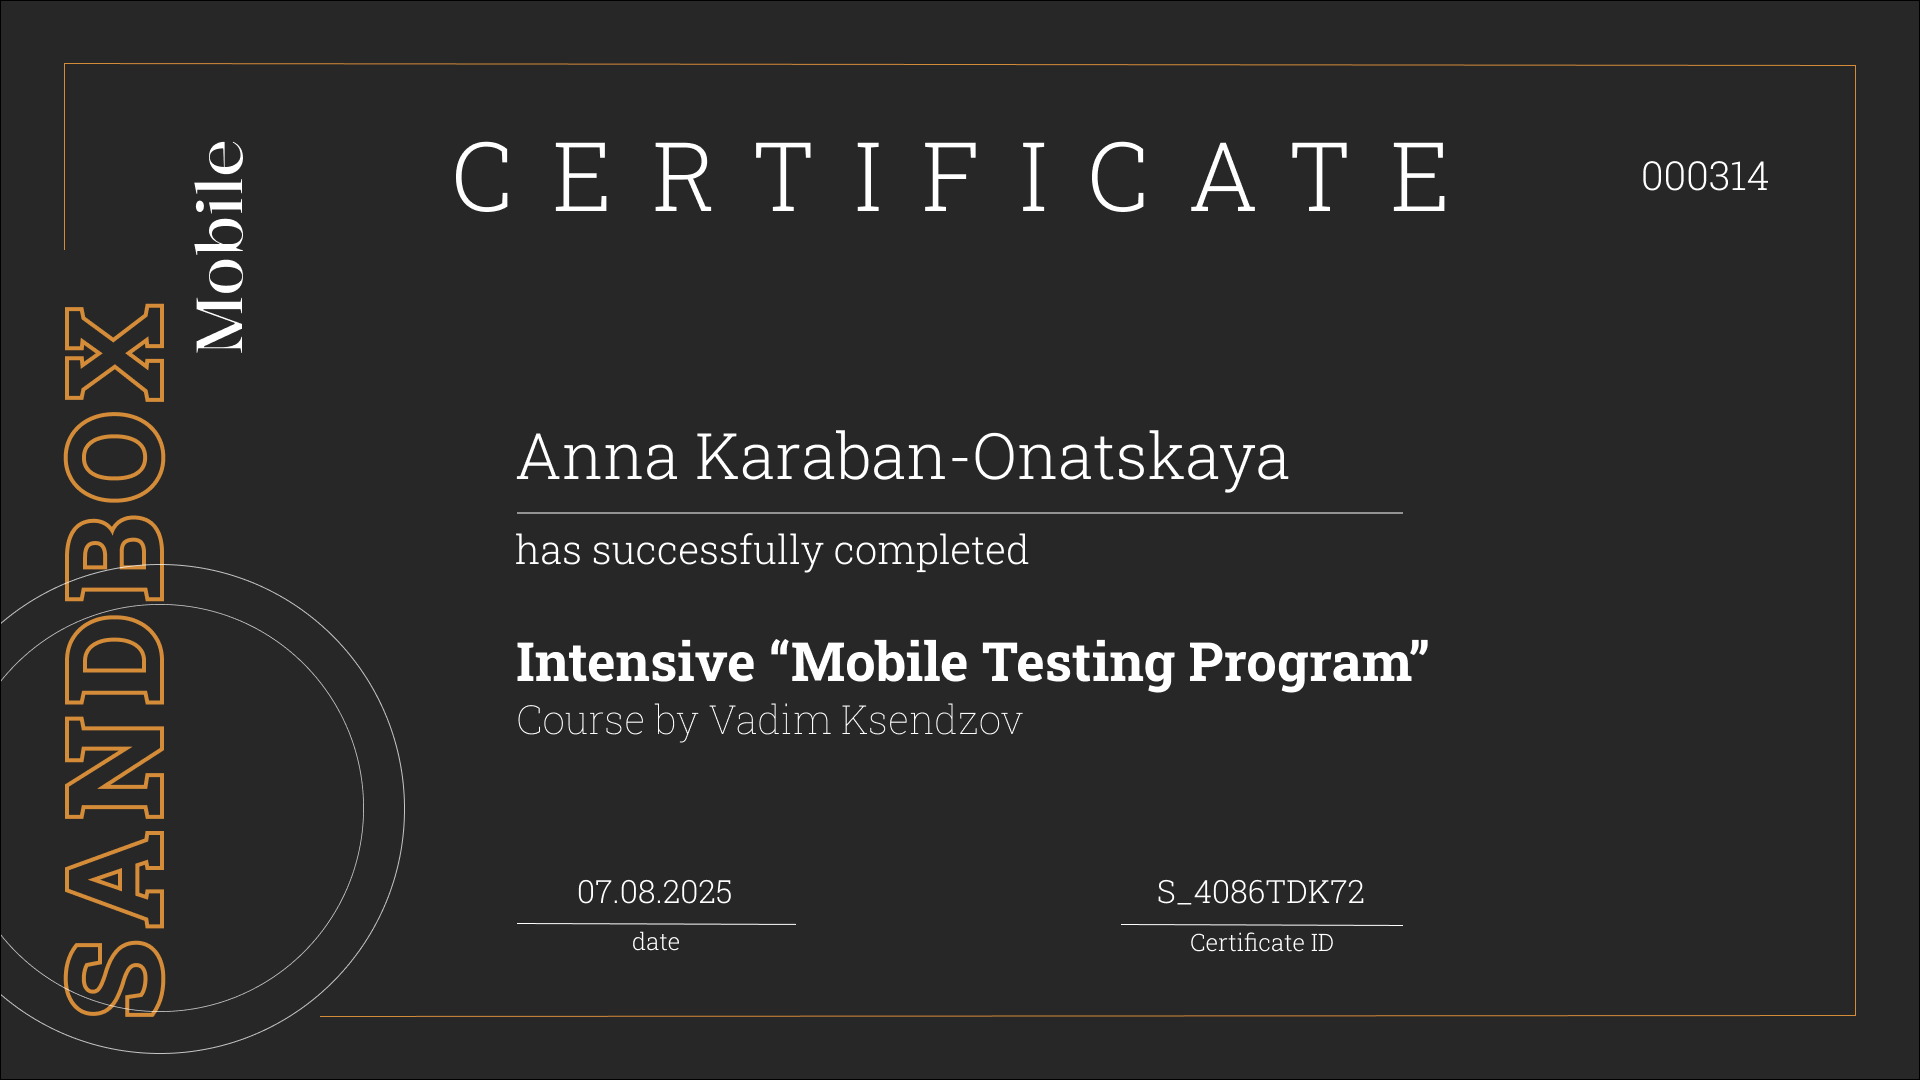 CERTIFICATE
000314
Mobile
SANDBOX
Anna Karaban-Onatskaya
has successfully completed
Intensive “Mobile Testing Program”
Course by Vadim Ksendzov
07.08.2025
date
S_4086TDK72
Certificate ID